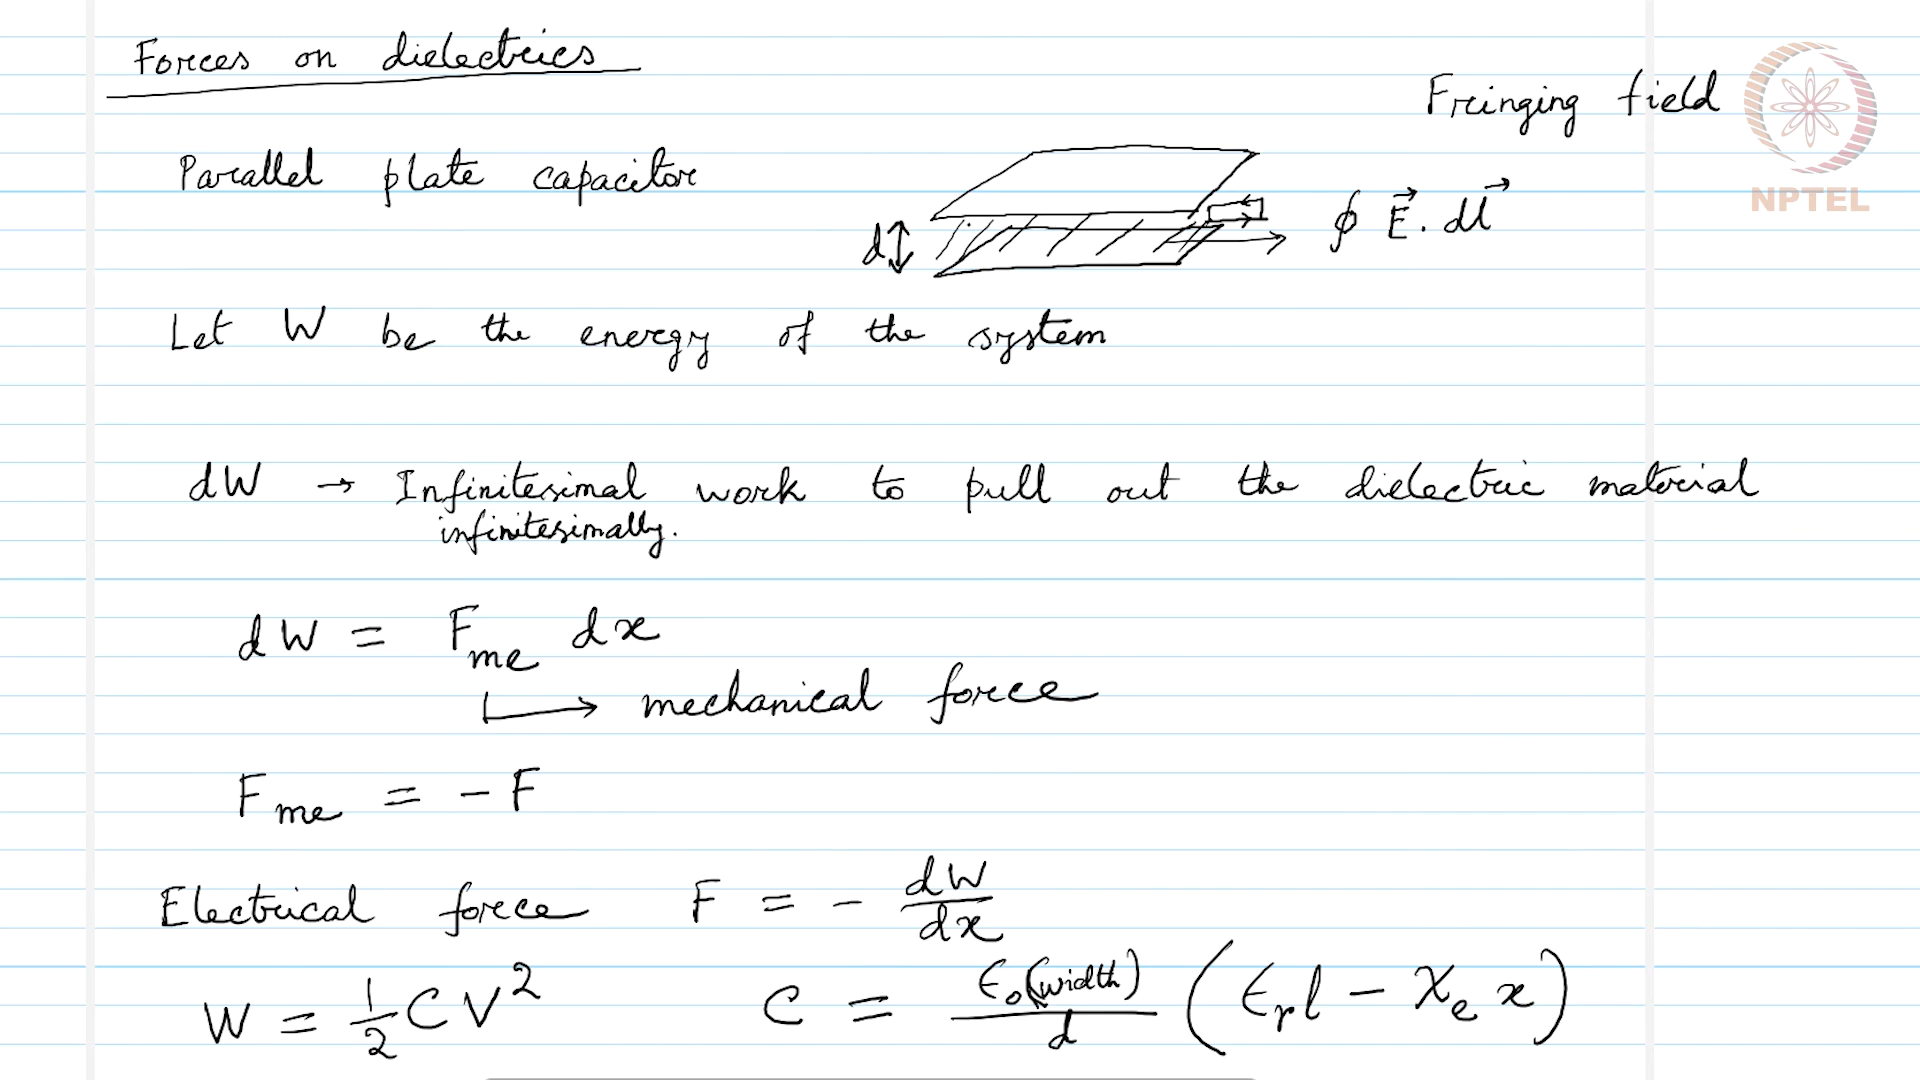 Forces on dielectrics
Fringing field
NPTEL
Parallel plate capacitor
d
∮ E⃗ . dl⃗
Let W be the energy of the system
dW → Infinitesimal work to pull out the dielectric material
infinitesimally.
dW = F_me dx
↳ mechanical force
F_me = - F
Electrical force F = - dW/dx
W = 1/2 C V² C = ϵ₀(width)/d (ϵ_r l - χ_e x)